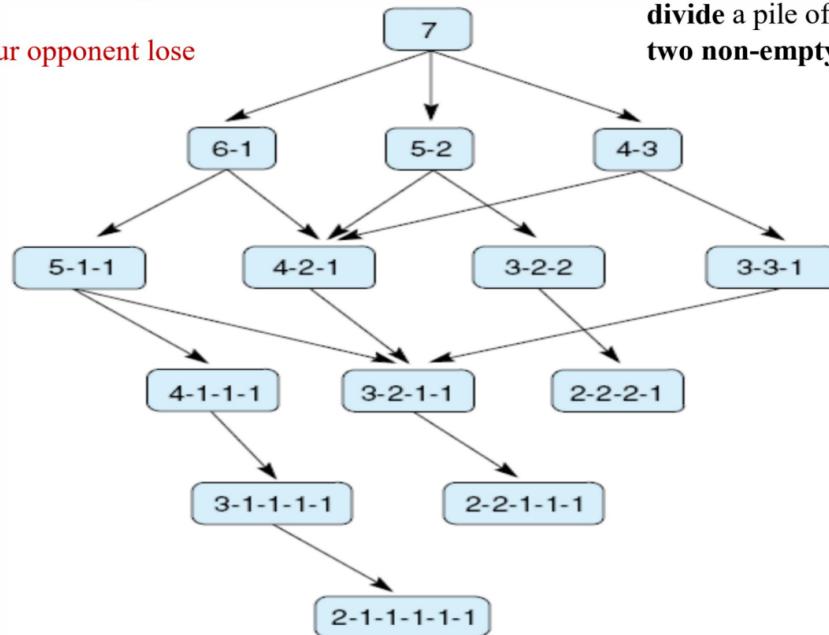 7
divide a pile of
ur opponent lose
two non-empty
6-1 5-2 4-3
5-1-1 4-2-1 3-2-2 3-3-1
4-1-1-1 3-2-1-1 2-2-2-1
3-1-1-1-1 2-2-1-1-1
2-1-1-1-1-1